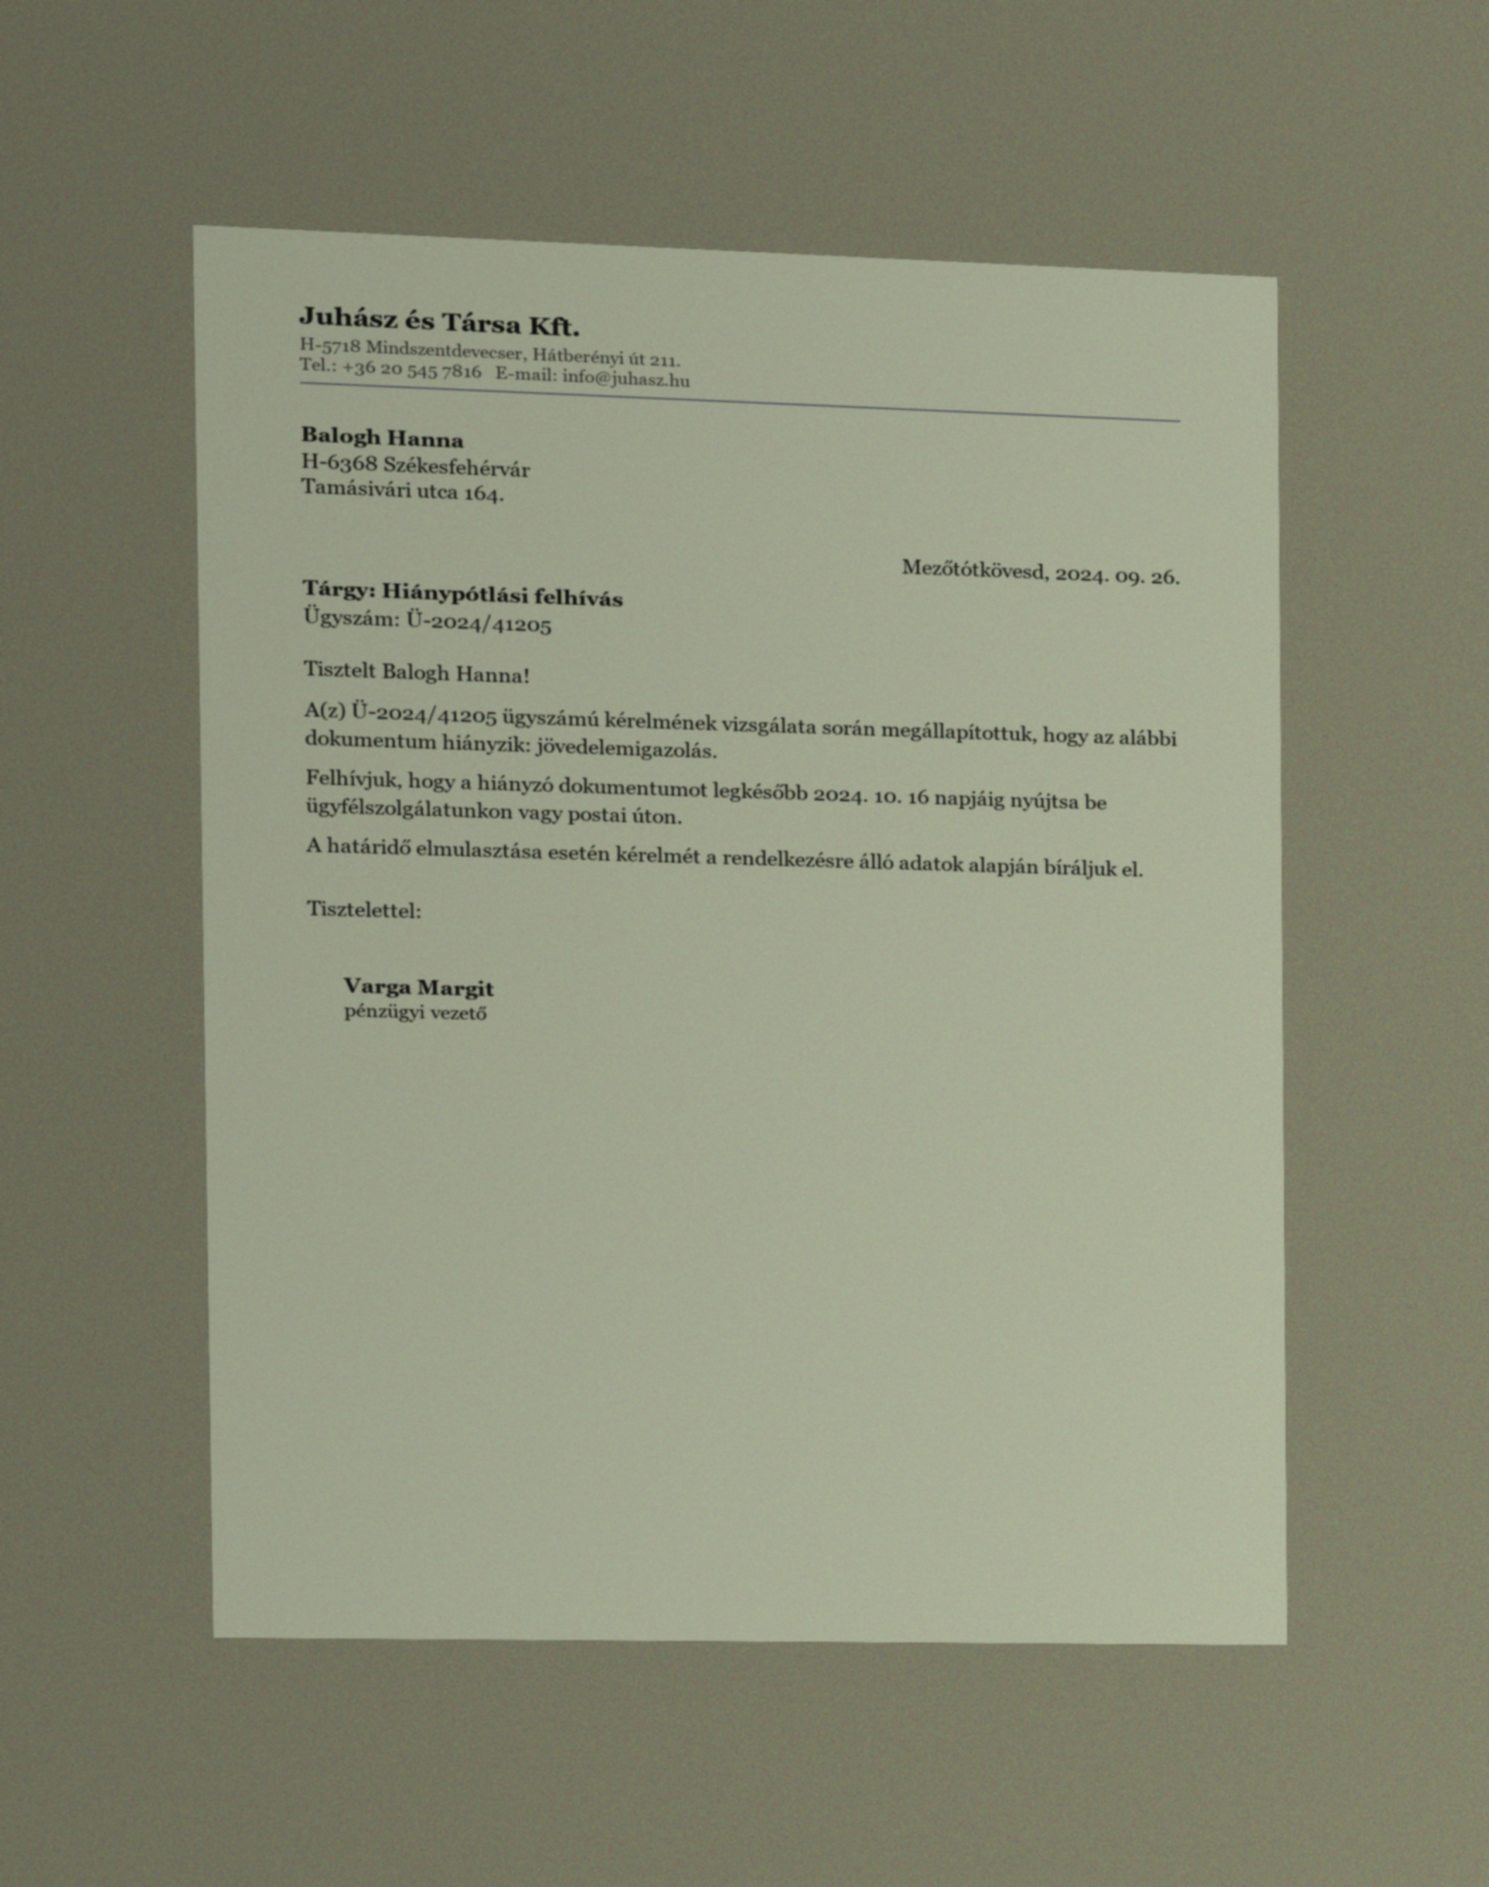 Juhász és Társa Kft.
H-5718 Mindszentdevecser, Hátberényi út 211.
Tel.: +36 20 545 7816 E-mail: info@juhasz.hu
Balogh Hanna
H-6368 Székesfehérvár
Tamásivári utca 164.
Mezőtótkövesd, 2024. 09. 26.
Tárgy: Hiánypótlási felhívás
Ügyszám: Ü-2024/41205
Tisztelt Balogh Hanna!
A(z) Ü-2024/41205 ügyszámú kérelmének vizsgálata során megállapítottuk, hogy az alábbi
dokumentum hiányzik: jövedelemigazolás.
Felhívjuk, hogy a hiányzó dokumentumot legkésőbb 2024. 10. 16 napjáig nyújtsa be
ügyfélszolgálatunkon vagy postai úton.
A határidő elmulasztása esetén kérelmét a rendelkezésre álló adatok alapján bíráljuk el.
Tisztelettel:
Varga Margit
pénzügyi vezető